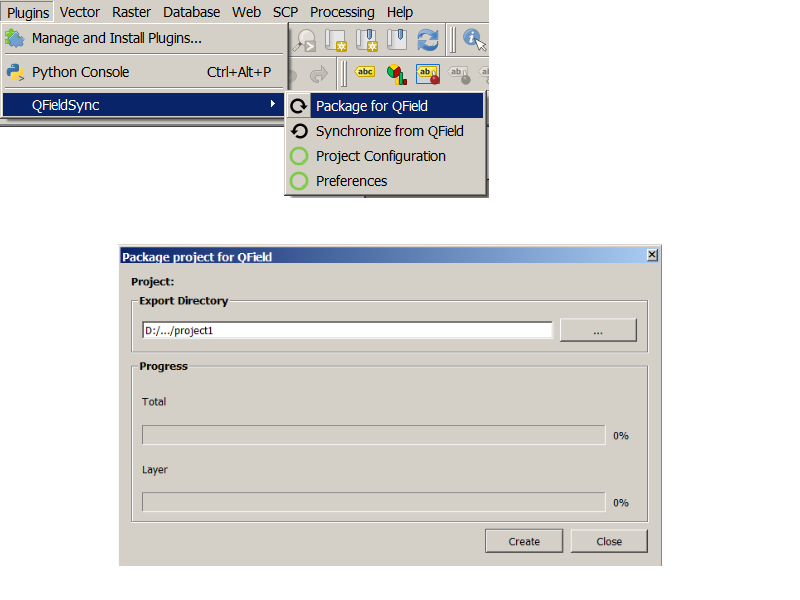 Plugins Vector Raster Database Web SCP Processing Help
Manage and Install Plugins...
Python Console Ctrl+Alt+P
abc ab ab
QFieldSync
Package for QField
Synchronize from QField
Project Configuration
Preferences
Package project for QField
Project:
Export Directory
D:/.../project1 ...
Progress
Total
0%
Layer
0%
Create Close